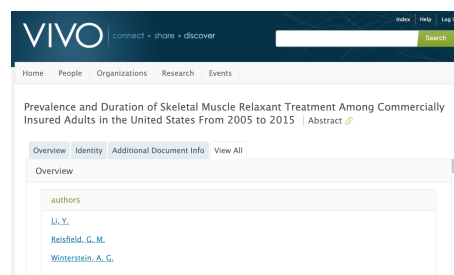 Index Help Log i
VIVO connect • share • discover
Search
Home People Organizations Research Events
Prevalence and Duration of Skeletal Muscle Relaxant Treatment Among Commercially
Insured Adults in the United States From 2005 to 2015 | Abstract
Overview Identity Additional Document Info View All
Overview
authors
Li, Y.
Reisfield, G. M.
Winterstein, A. G.